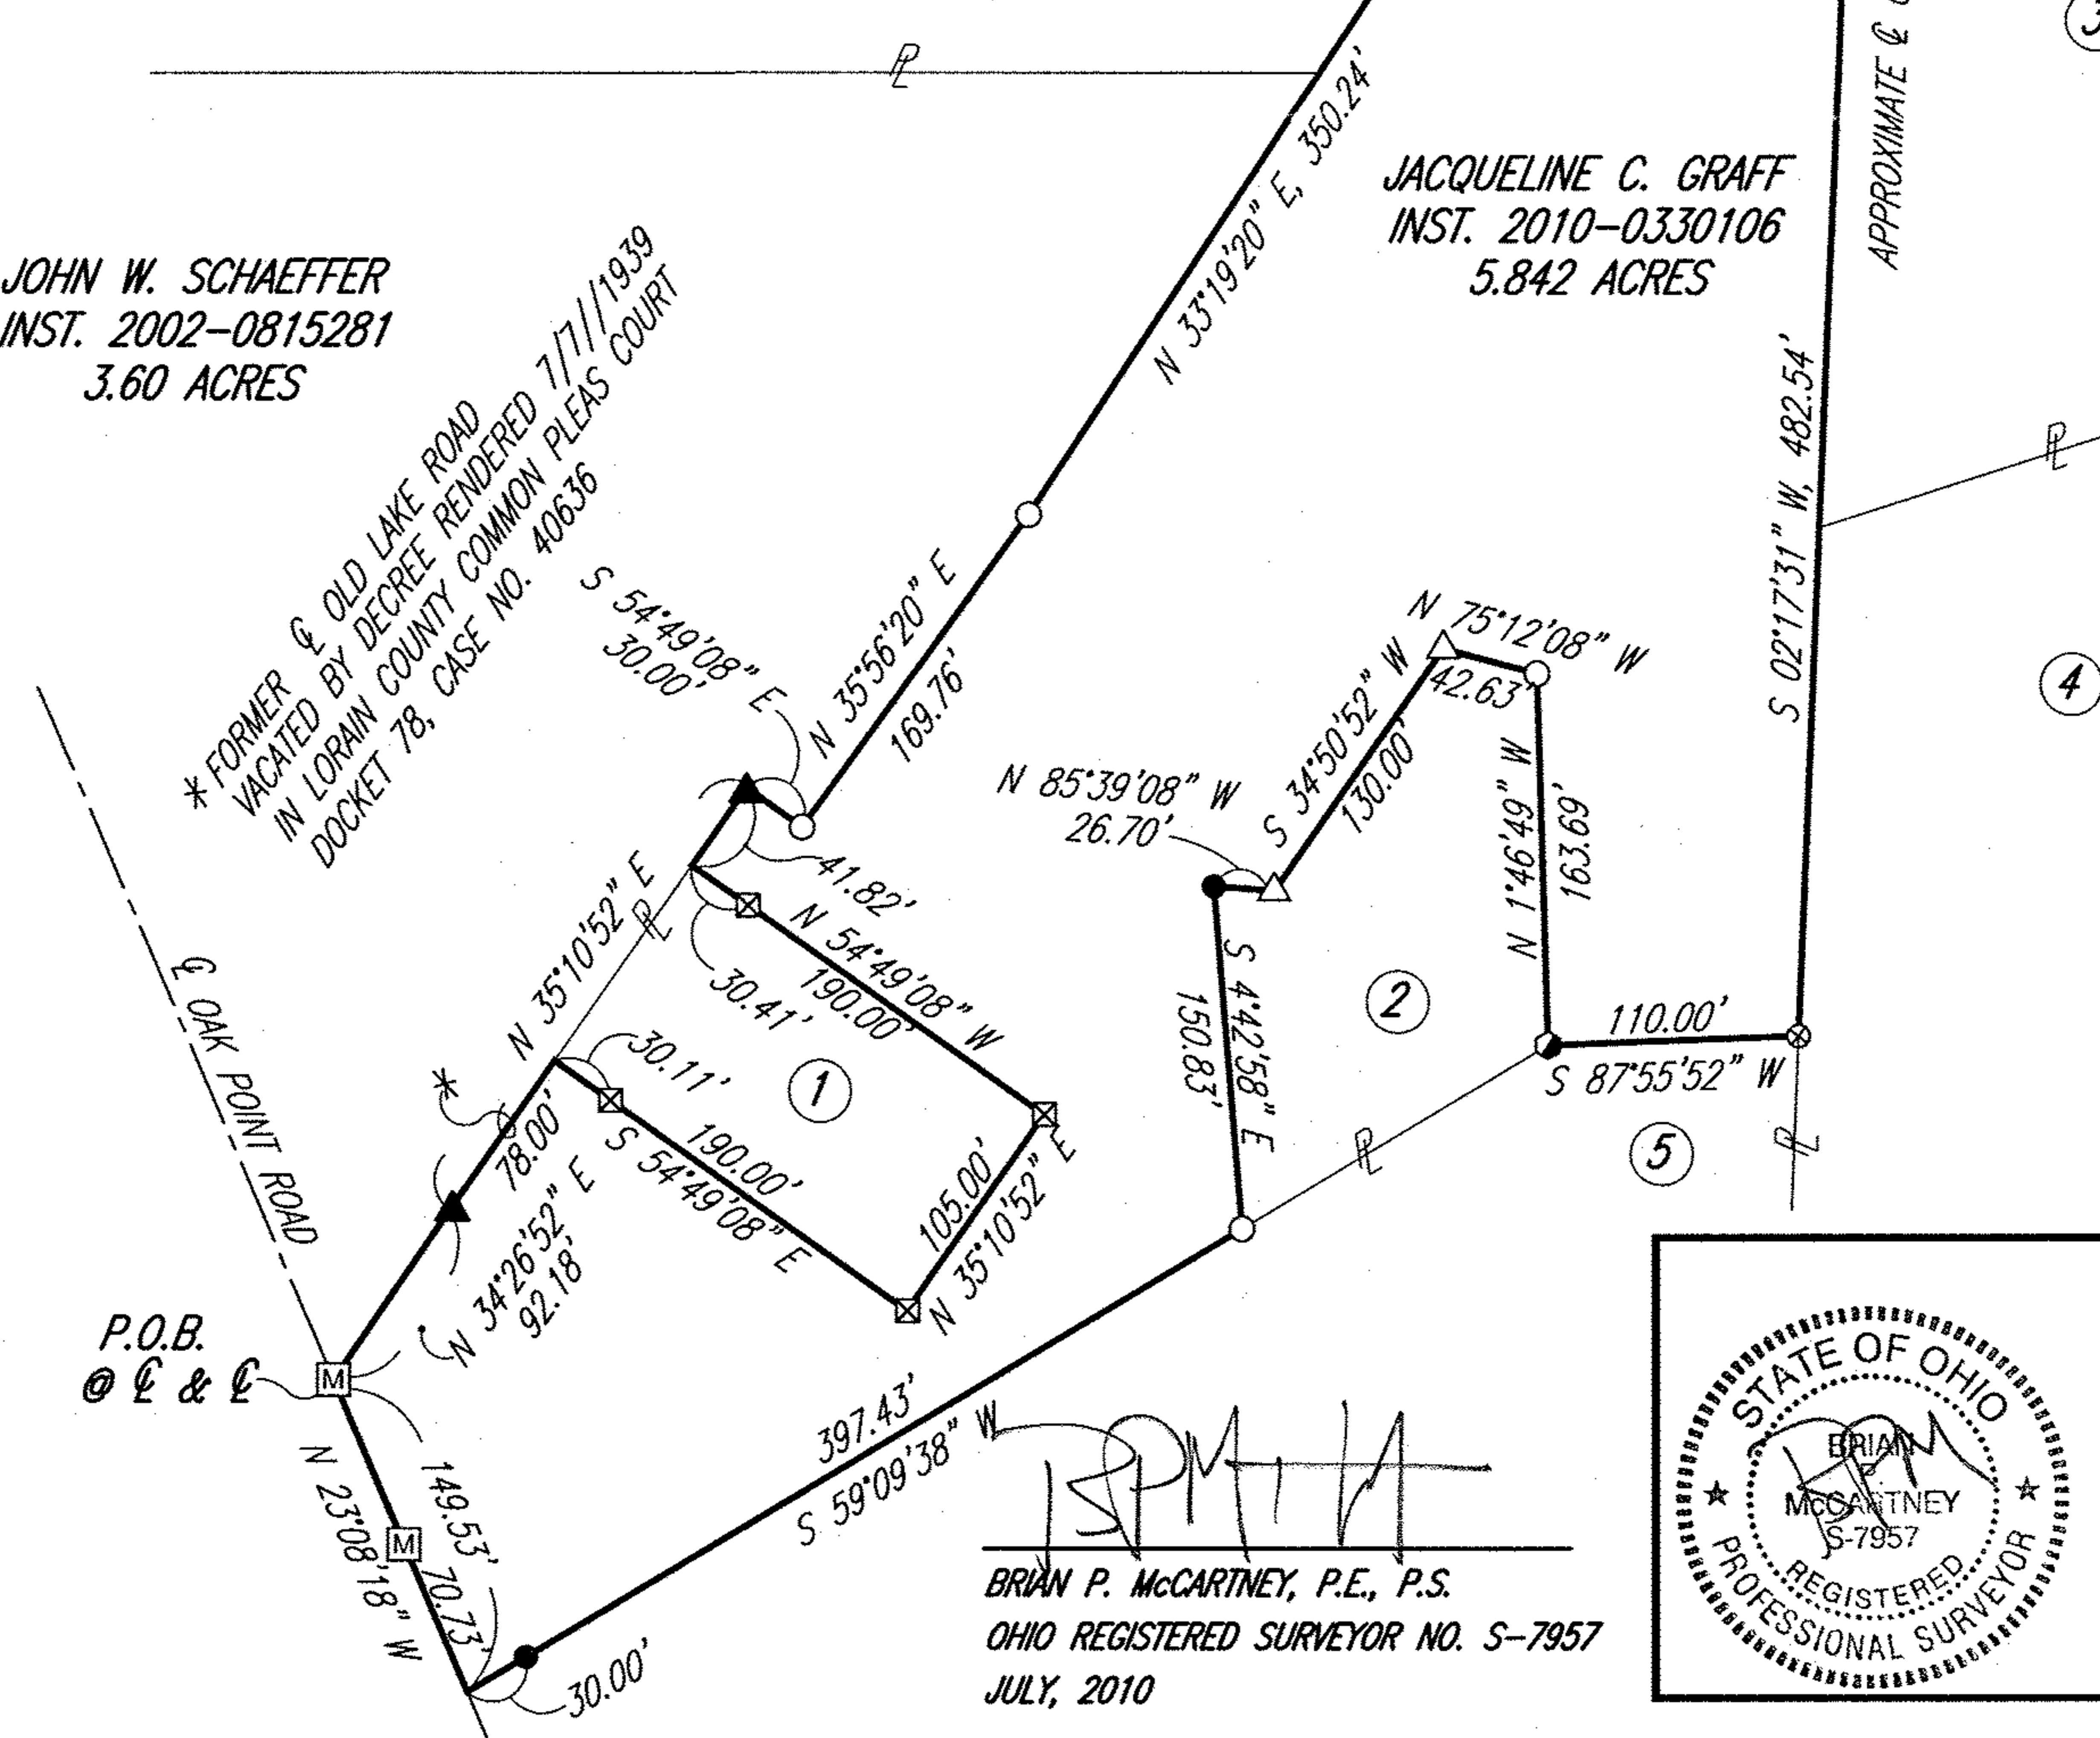 ℄
N 33°19'20" E, 350.24'
JACQUELINE C. GRAFF
INST. 2010-0330106
5.842 ACRES
APPROXIMATE ℄
3
JOHN W. SCHAEFFER
INST. 2002-0815281
3.60 ACRES
* FORMER ℄ OLD LAKE ROAD
VACATED BY DECREE RENDERED 7/7//1939
IN LORAIN COUNTY COMMON PLEAS COURT
DOCKET 78, CASE NO. 40636
S 54°49'08" E
30.00'
N 35°56'20" E
169.76'
S 02°17'31" W, 482.54'
PL
4
N 75°12'08" W
42.63'
S 34°50'52" W
130.00'
N 85°39'08" W
26.70'
N 1°46'49" W
163.69'
N 35°10'52" E
PL
41.82'
N 54°49'08" W
190.00'
30.41'
S 4°42'58" E
150.83'
2
110.00'
S 87°55'52" W
℄ OAK POINT ROAD
30.11'
1
*
78.00'
S 54°49'08" E
190.00'
105.00'
N 35°10'52" E
PL
5
PL
N 34°26'52" E
92.18'
P.O.B.
@ ℄ & ℄
M
N 23°08'18" W
149.53'
M
70.73'
397.43'
S 59°09'38" W
30.00'
BRIAN P. McCARTNEY, P.E., P.S.
OHIO REGISTERED SURVEYOR NO. S-7957
JULY, 2010
STATE OF OHIO
BRIAN
P.
McCARTNEY
S-7957
REGISTERED
PROFESSIONAL SURVEYOR